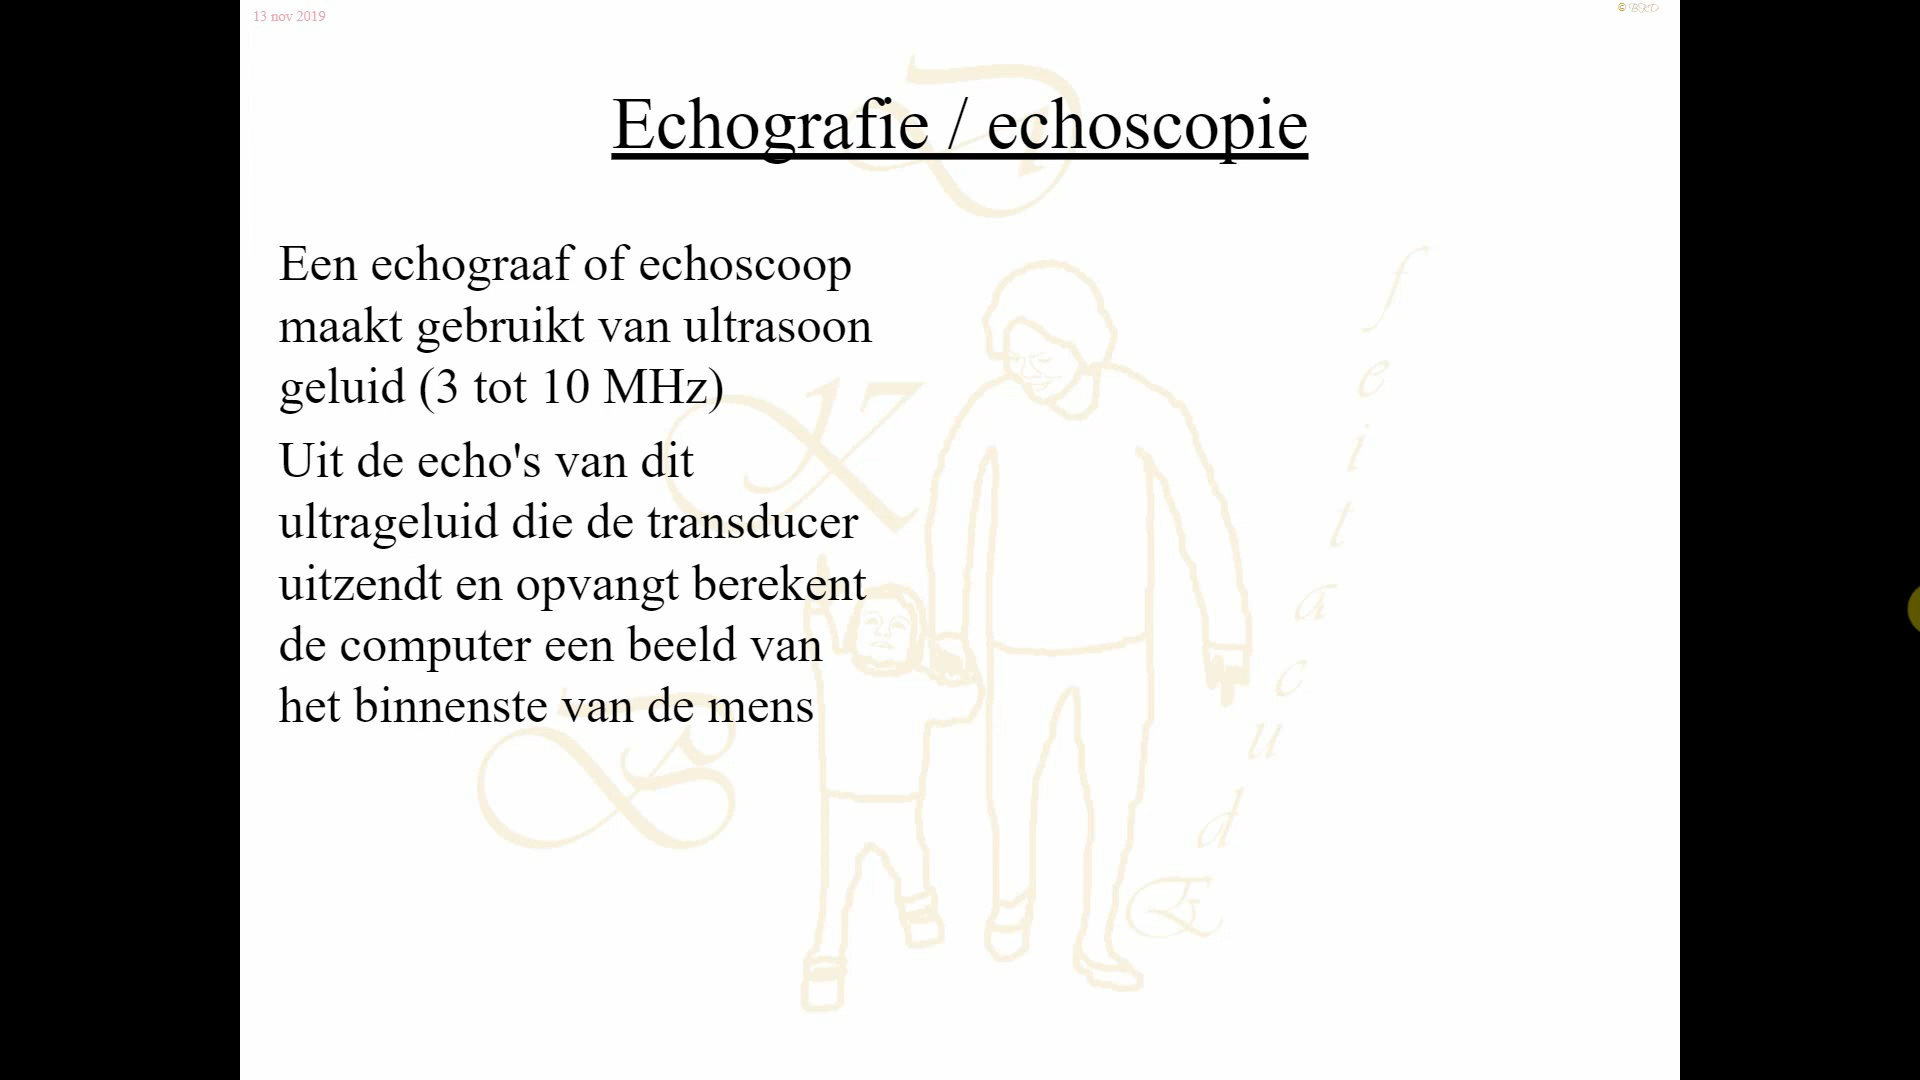 13 nov 2019
© BKD
Echografie / echoscopie
Een echograaf of echoscoop
maakt gebruikt van ultrasoon
geluid (3 tot 10 MHz)
Uit de echo's van dit
ultrageluid die de transducer
uitzendt en opvangt berekent
de computer een beeld van
het binnenste van de mens
B K D
Educatief